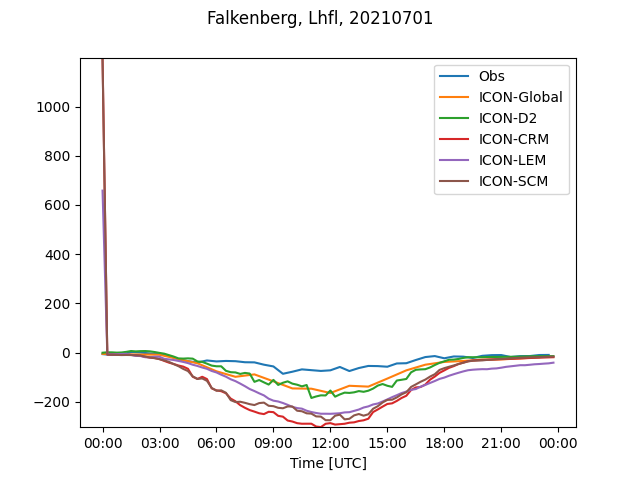 Falkenberg, Lhfl, 20210701
Obs
ICON-Global
ICON-D2
ICON-CRM
ICON-LEM
ICON-SCM
1000
800
600
400
200
0
−200
00:00 03:00 06:00 09:00 12:00 15:00 18:00 21:00 00:00
Time [UTC]